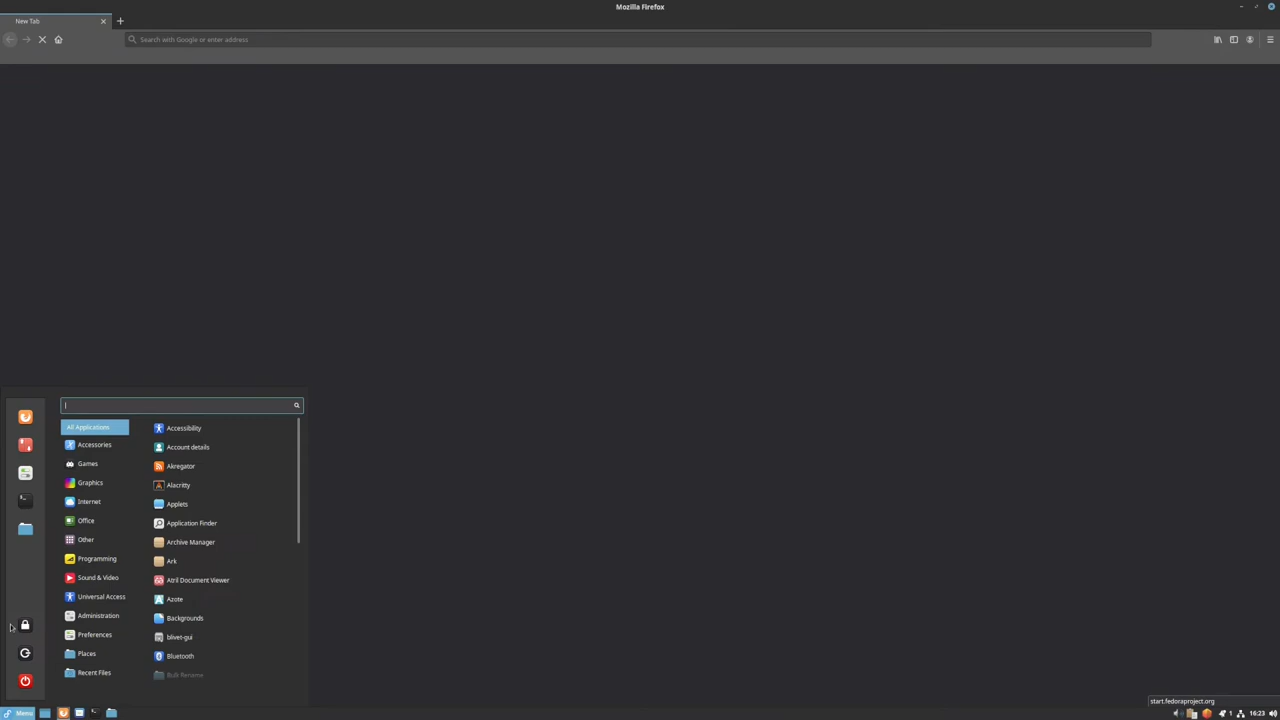 Mozilla Firefox
New Tab
Search with Google or enter address
All Applications
Accessories
Games
Graphics
Internet
Office
Other
Programming
Sound & Video
Universal Access
Administration
Preferences
Places
Recent Files
Accessibility
Account details
Akregator
Alacritty
Applets
Application Finder
Archive Manager
Ark
Atril Document Viewer
Azote
Backgrounds
blivet-gui
Bluetooth
Bulk Rename
start.fedoraproject.org
Menu
1
16:23